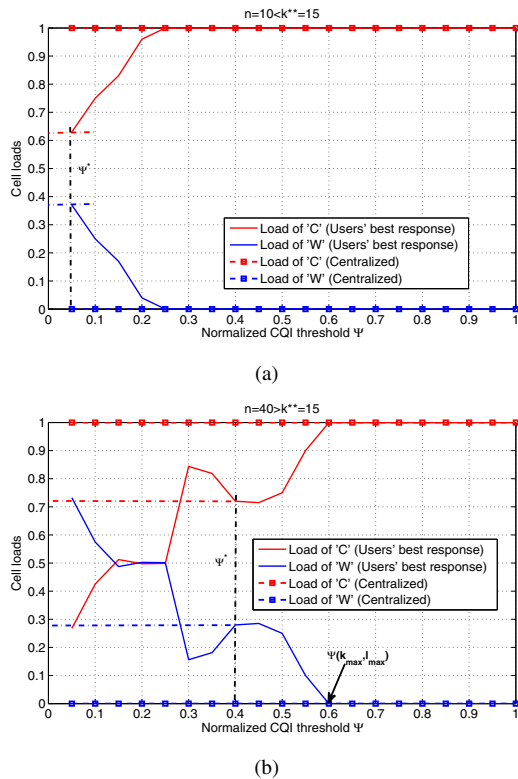 n=10<k**=15
1
0.9
0.8
0.7
0.6
0.5
0.4
0.3
0.2
0.1
0
Cell loads
Ψ*
Load of 'C' (Users' best response)
Load of 'W' (Users' best response)
Load of 'C' (Centralized)
Load of 'W' (Centralized)
0 0.1 0.2 0.3 0.4 0.5 0.6 0.7 0.8 0.9 1
Normalized CQI threshold Ψ
(a)
n=40>k**=15
1
0.9
0.8
0.7
0.6
0.5
0.4
0.3
0.2
0.1
0
Cell loads
Ψ*
Load of 'C' (Users' best response)
Load of 'W' (Users' best response)
Load of 'C' (Centralized)
Load of 'W' (Centralized)
Ψ(k_max,l_max)
0 0.1 0.2 0.3 0.4 0.5 0.6 0.7 0.8 0.9 1
Normalized CQI threshold Ψ
(b)